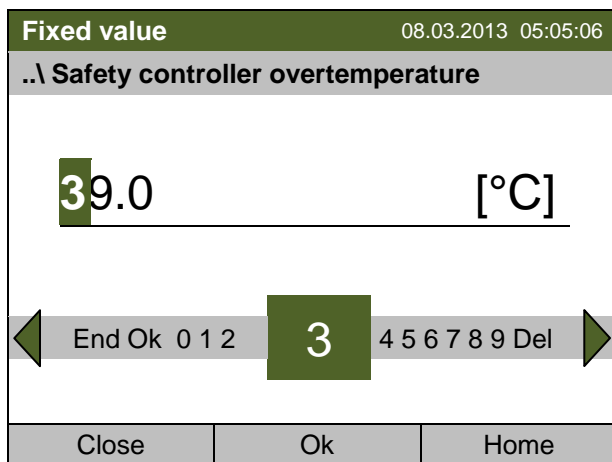 Fixed value 08.03.2013 05:05:06
..\ Safety controller overtemperature
39.0 [°C]
End Ok 0 1 2 3 4 5 6 7 8 9 Del
Close Ok Home